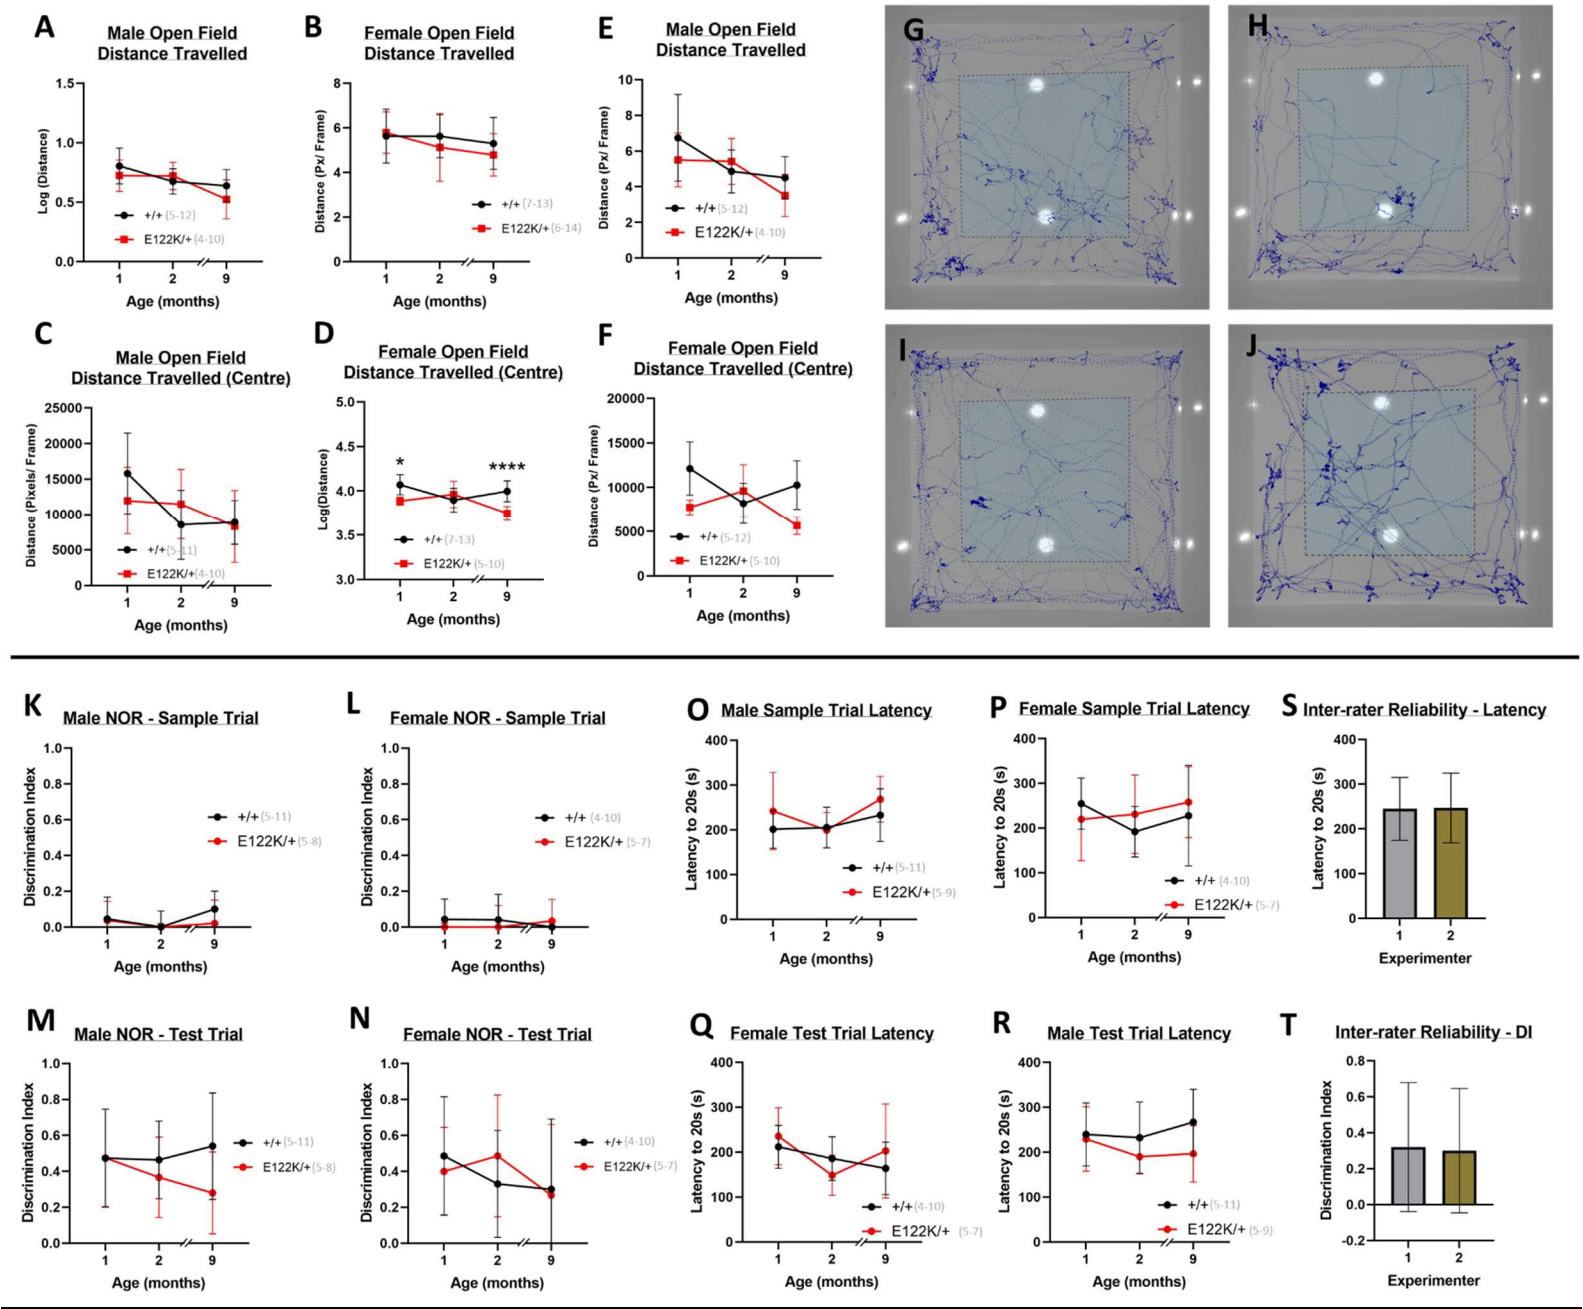 A
Male Open Field
Distance Travelled
Log (Distance)
1.5
1.0
0.5
0.0
+/+ (5-12)
E122K/+ (4-10)
1 2 9
Age (months)
B
Female Open Field
Distance Travelled
Distance (Px/ Frame)
8
6
4
2
0
+/+ (7-13)
E122K/+ (6-14)
1 2 9
Age (months)
E
Male Open Field
Distance Travelled
Distance (Px/ Frame)
10
8
6
4
2
0
+/+ (5-12)
E122K/+ (4-10)
1 2 9
Age (months)
G
H
C
Male Open Field
Distance Travelled (Centre)
Distance (Pixels/ Frame)
25000
20000
15000
10000
5000
0
+/+ (5-11)
E122K/+ (4-10)
1 2 9
Age (months)
D
Female Open Field
Distance Travelled (Centre)
Log(Distance)
5.0
4.5
4.0
3.5
3.0
*
****
+/+ (7-13)
E122K/+ (5-10)
1 2 9
Age (months)
F
Female Open Field
Distance Travelled (Centre)
Distance (Px/ Frame)
20000
15000
10000
5000
0
+/+ (5-12)
E122K/+ (5-10)
1 2 9
Age (months)
I
J
K
Male NOR - Sample Trial
Discrimination Index
1.0
0.8
0.6
0.4
0.2
0.0
+/+ (5-11)
E122K/+ (5-8)
1 2 9
Age (months)
L
Female NOR - Sample Trial
Discrimination Index
1.0
0.8
0.6
0.4
0.2
0.0
+/+ (4-10)
E122K/+ (5-7)
1 2 9
Age (months)
O
Male Sample Trial Latency
Latency to 20s (s)
400
300
200
100
0
+/+ (5-11)
E122K/+ (5-9)
1 2 9
Age (months)
P
Female Sample Trial Latency
Latency to 20s (s)
400
300
200
100
0
+/+ (4-10)
E122K/+ (5-7)
1 2 9
Age (months)
S
Inter-rater Reliability - Latency
Latency to 20s (s)
400
300
200
100
0
1 2
Experimenter
M
Male NOR - Test Trial
Discrimination Index
1.0
0.8
0.6
0.4
0.2
0.0
+/+ (5-11)
E122K/+ (5-8)
1 2 9
Age (months)
N
Female NOR - Test Trial
Discrimination Index
1.0
0.8
0.6
0.4
0.2
0.0
+/+ (4-10)
E122K/+ (5-7)
1 2 9
Age (months)
Q
Female Test Trial Latency
Latency to 20s (s)
400
300
200
100
0
+/+ (4-10)
E122K/+ (5-7)
1 2 9
Age (months)
R
Male Test Trial Latency
Latency to 20s (s)
400
300
200
100
0
+/+ (5-11)
E122K/+ (5-9)
1 2 9
Age (months)
T
Inter-rater Reliability - DI
Discrimination Index
0.8
0.6
0.4
0.2
0.0
-0.2
1 2
Experimenter